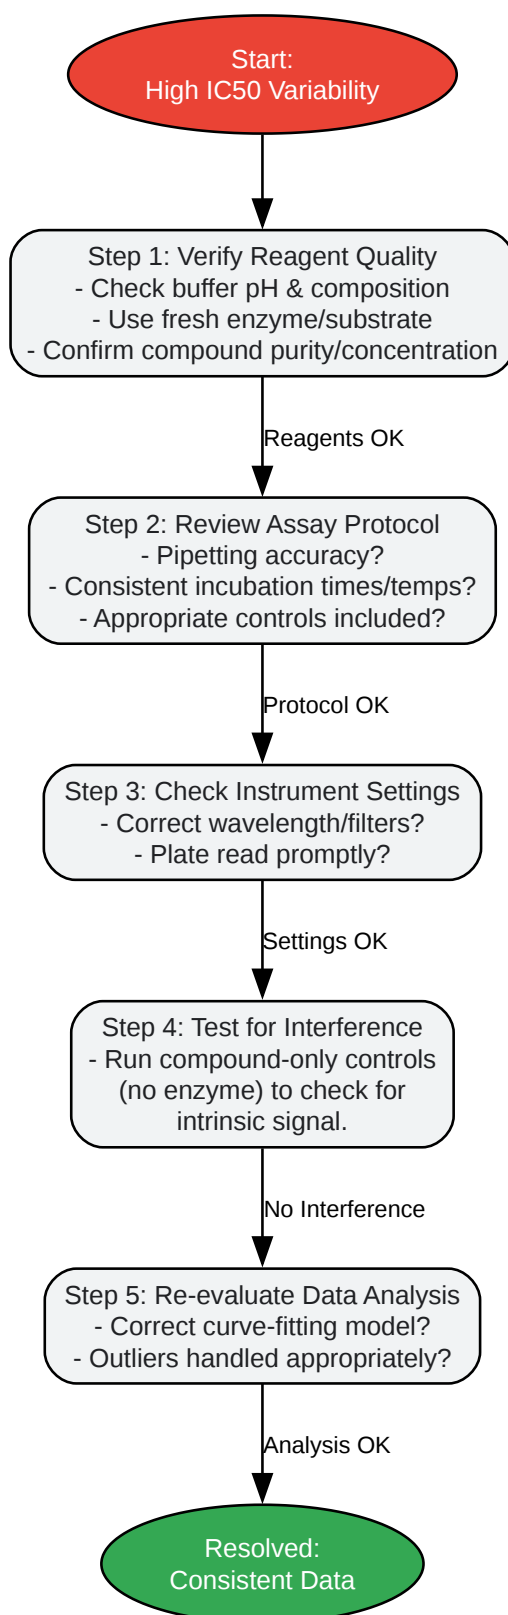 Start:
High IC50 Variability
Step 1: Verify Reagent Quality
- Check buffer pH & composition
- Use fresh enzyme/substrate
- Confirm compound purity/concentration
Reagents OK
Step 2: Review Assay Protocol
- Pipetting accuracy?
- Consistent incubation times/temps?
- Appropriate controls included?
Protocol OK
Step 3: Check Instrument Settings
- Correct wavelength/filters?
- Plate read promptly?
Settings OK
Step 4: Test for Interference
- Run compound-only controls
(no enzyme) to check for
intrinsic signal.
No Interference
Step 5: Re-evaluate Data Analysis
- Correct curve-fitting model?
- Outliers handled appropriately?
Analysis OK
Resolved:
Consistent Data